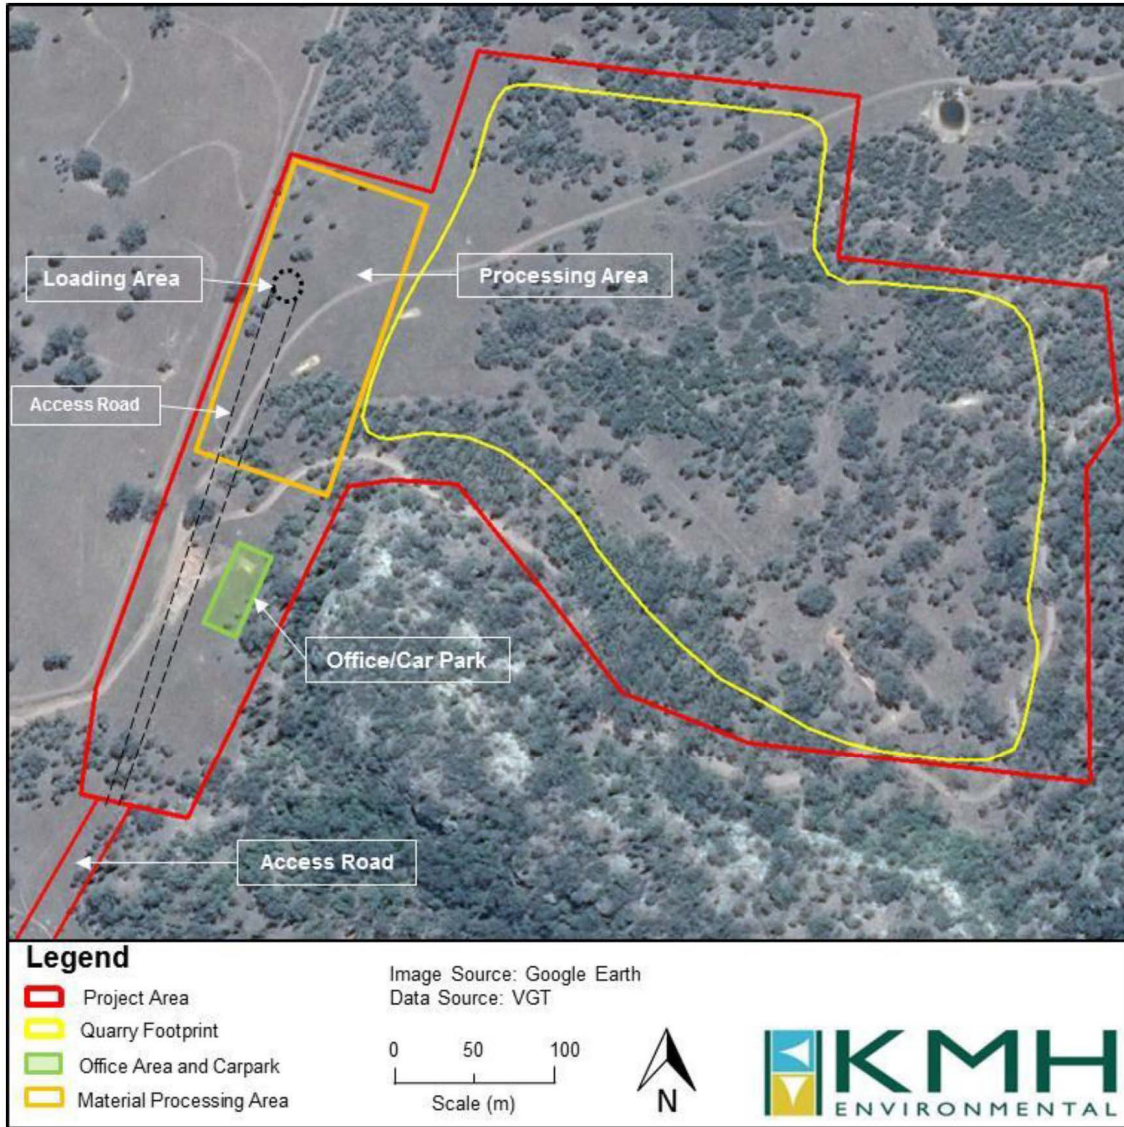 Loading Area
Processing Area
Access Road
Office/Car Park
Access Road
Legend
Project Area
Quarry Footprint
Office Area and Carpark
Material Processing Area
Image Source: Google Earth
Data Source: VGT
0 50 100
Scale (m)
N
KMH
ENVIRONMENTAL